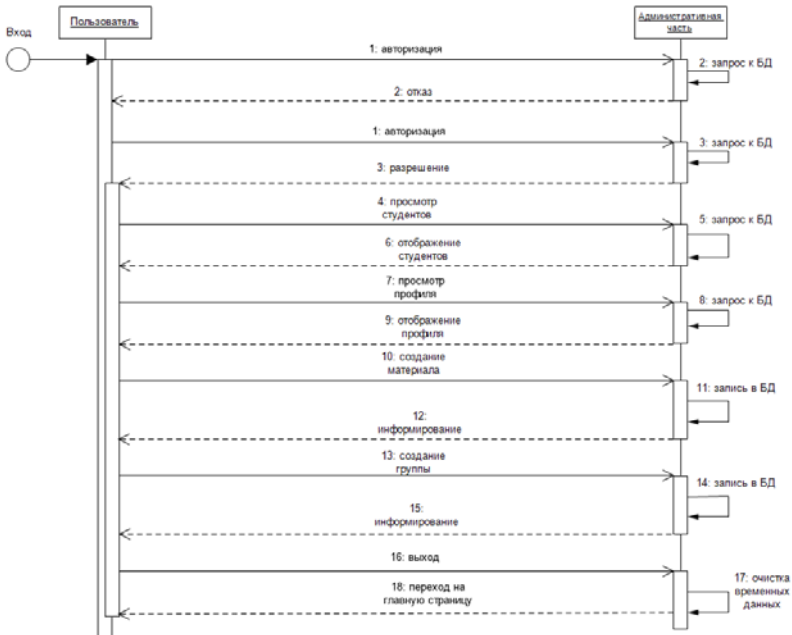 Вход
Пользователь
Административная
часть
1: авторизация
2: запрос к БД
2: отказ
1: авторизация
3: запрос к БД
3: разрешение
4: просмотр
студентов
5: запрос к БД
6: отображение
студентов
7: просмотр
профиля
8: запрос к БД
9: отображение
профиля
10: создание
материала
11: запись в БД
12:
информирование
13: создание
группы
14: запись в БД
15:
информирование
16: выход
17: очистка
временных
данных
18: переход на
главную страницу